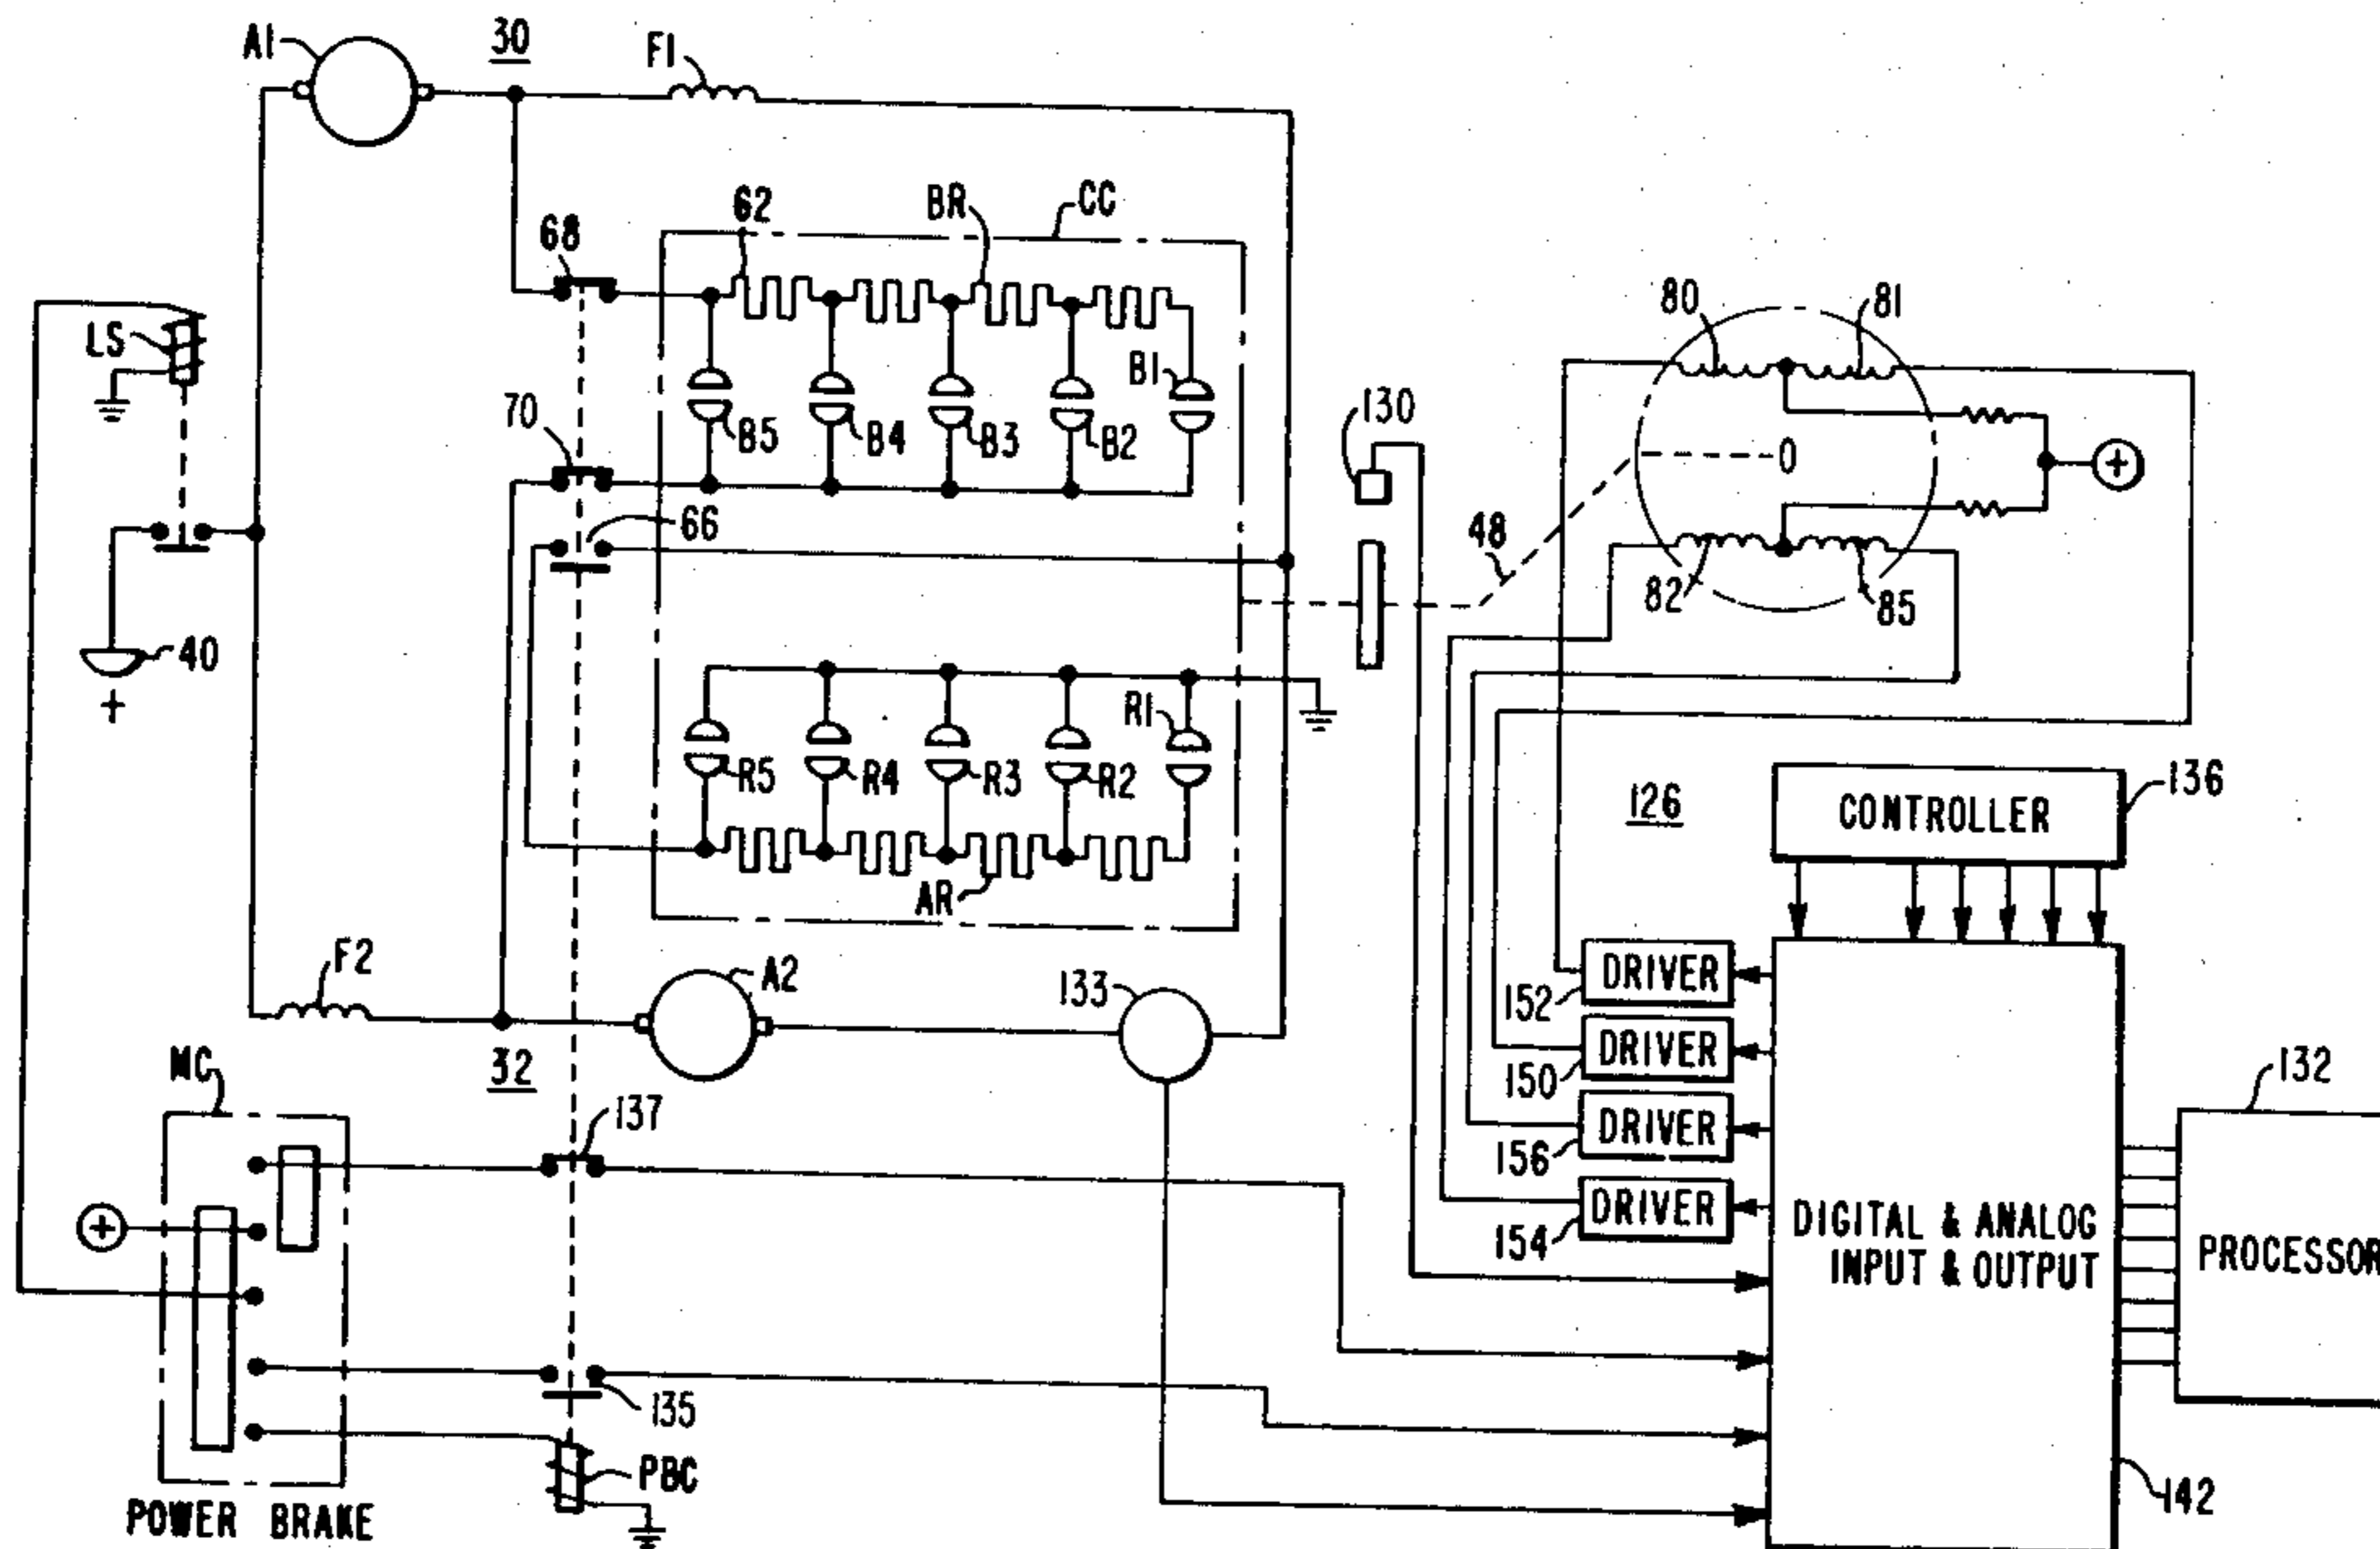 A1
30
F1
62
BR
CC
68
LS
B5
B4
B3
B2
B1
70
66
40
+
130
80
81
0
+
48
82
85
R5
R4
R3
R2
R1
AR
126
CONTROLLER
136
F2
A2
133
32
DRIVER
152
DRIVER
150
DRIVER
156
DRIVER
154
DIGITAL & ANALOG
INPUT & OUTPUT
132
PROCESSOR
142
MC
137
+
135
PBC
POWER BRAKE